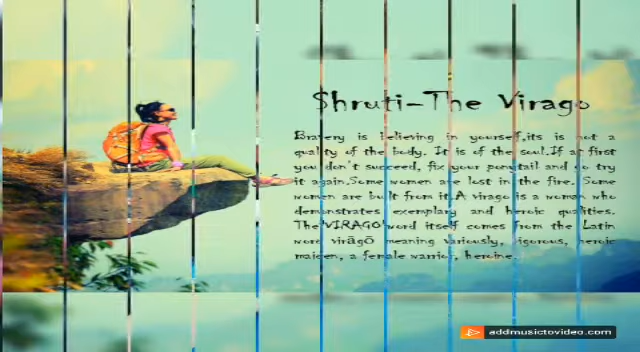 Shruti-The Virago
Bravery is believing in yourself,its is not a
quality of the body. It is of the soul.If at first
you don't succeed, fix your ponytail and go try
it again.Some women are lost in the fire. Some
women are built from it.A virago is a woman who
demonstrates exemplary and heroic qualities.
The VIRAGO word itself comes from the Latin
word virāgō meaning variously, vigorous, heroic
maiden, a female warrior, heroine.
addmusictovideo.com